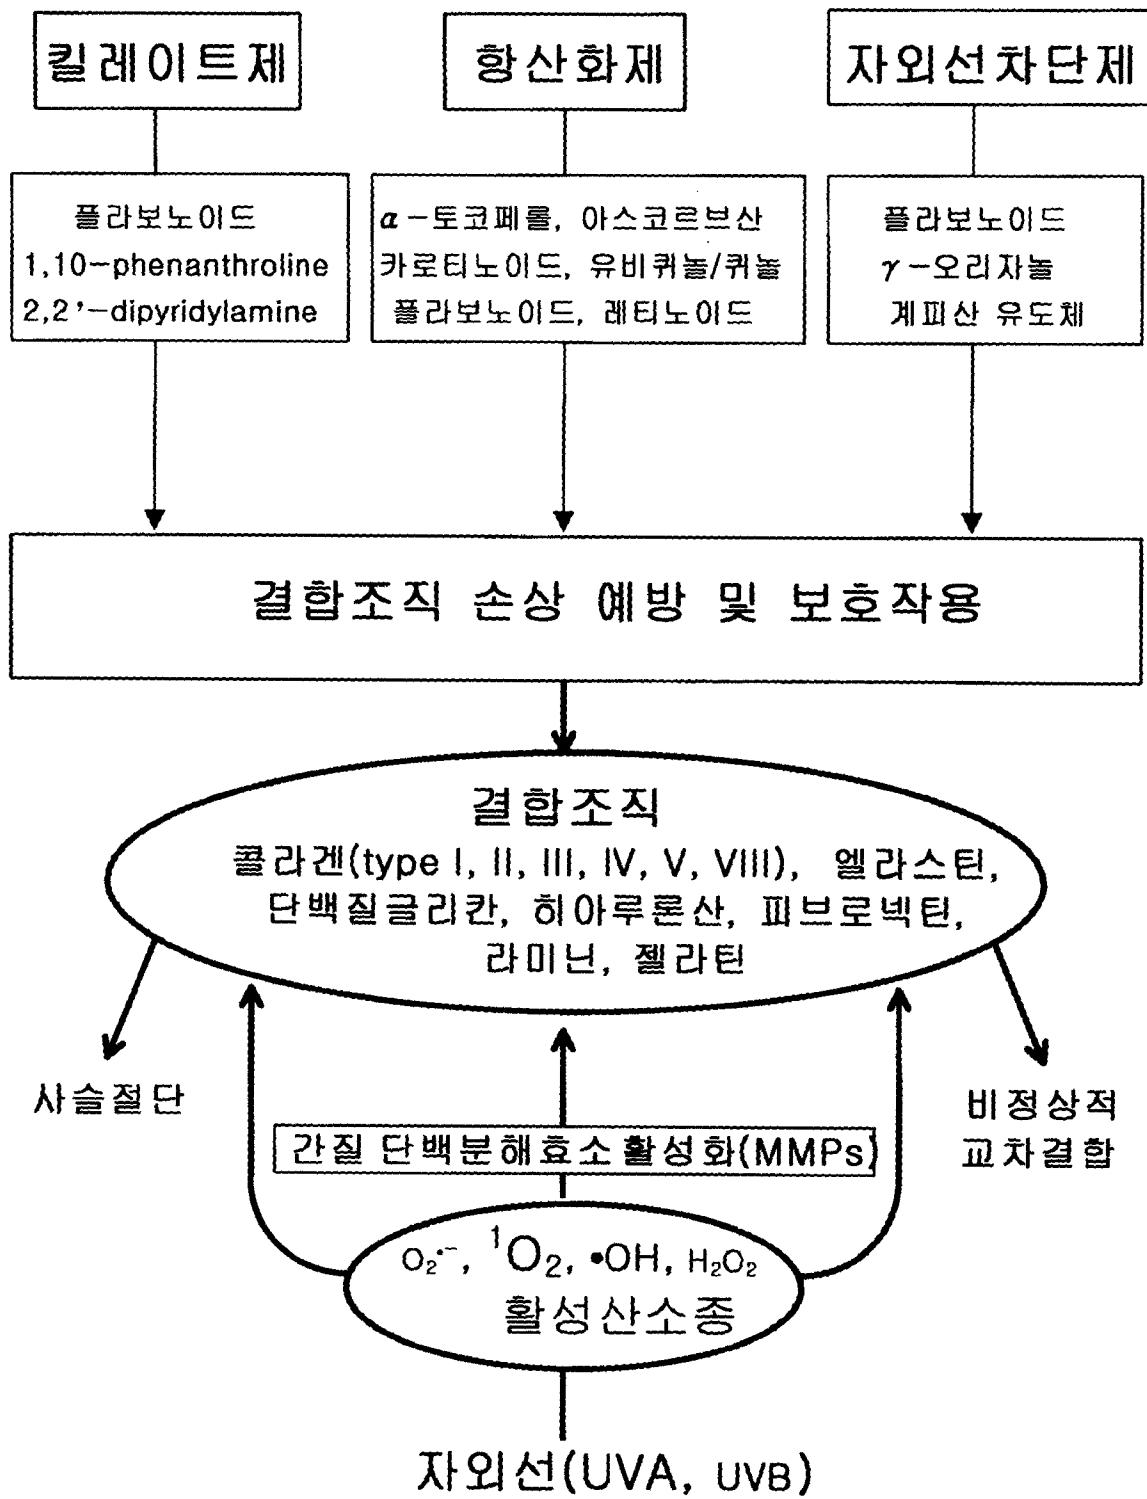 킬레이트제
항산화제
자외선차단제
플라보노이드
1,10-phenanthroline
2,2'-dipyridylamine
α-토코페롤, 아스코르브산
카로티노이드, 유비퀴놀/퀴놀
플라보노이드, 레티노이드
플라보노이드
γ-오리자놀
계피산 유도체
결합조직 손상 예방 및 보호작용
결합조직
콜라겐(type I, II, III, IV, V, VIII), 엘라스틴,
단백질글리칸, 히아루론산, 피브로넥틴,
라미닌, 젤라틴
사슬절단
비정상적
교차결합
간질 단백분해효소 활성화(MMPs)
O₂•⁻, ¹O₂, •OH, H₂O₂
활성산소종
자외선(UVA, UVB)